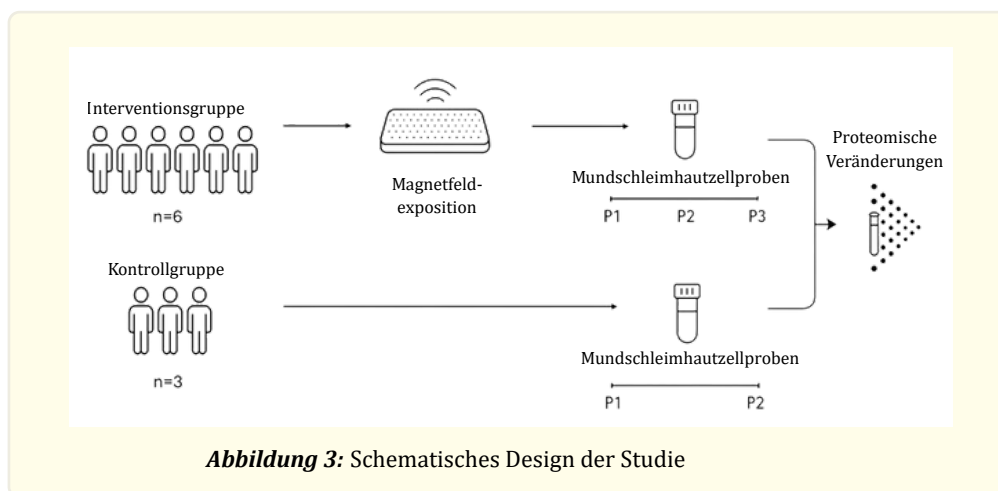 Interventionsgruppe
n=6
Magnetfeld-
exposition
Mundschleimhautzellproben
P1 P2 P3
Proteomische
Veränderungen
Kontrollgruppe
n=3
Mundschleimhautzellproben
P1 P2
Abbildung 3: Schematisches Design der Studie